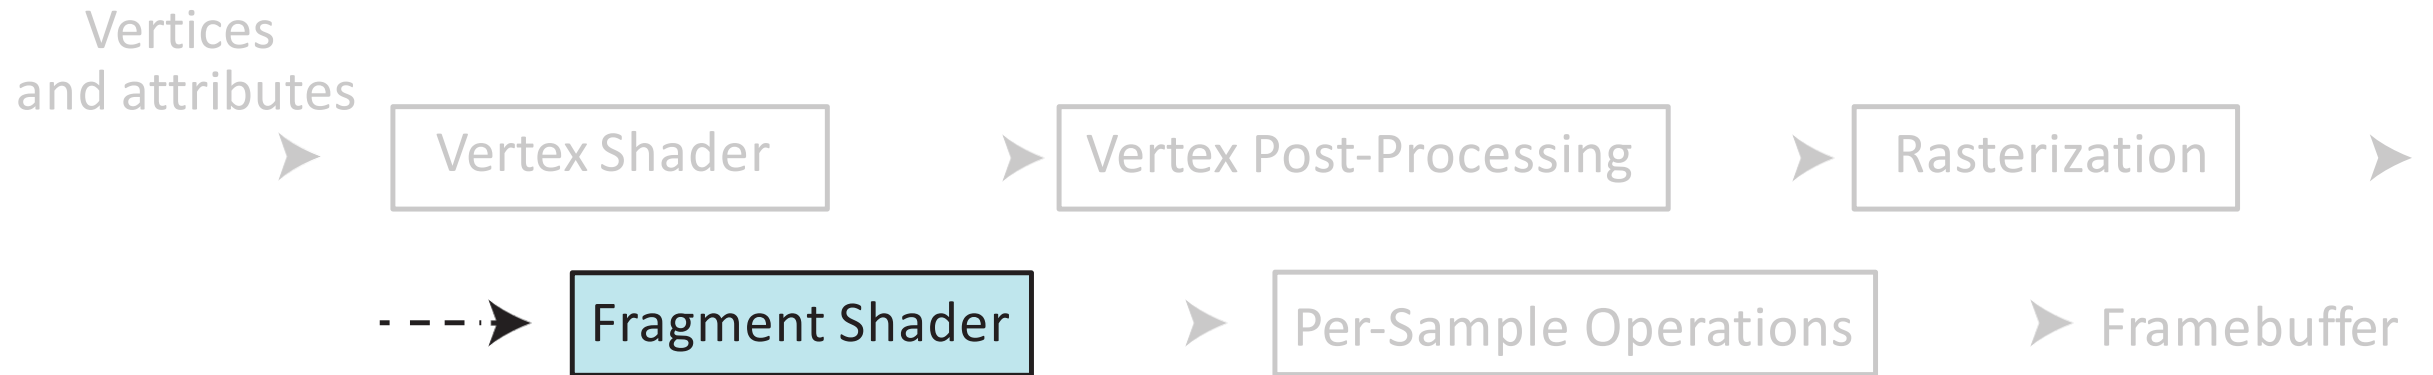 Vertices
and attributes
Vertex Shader
Vertex Post-Processing
Rasterization
Fragment Shader
Per-Sample Operations
Framebuffer